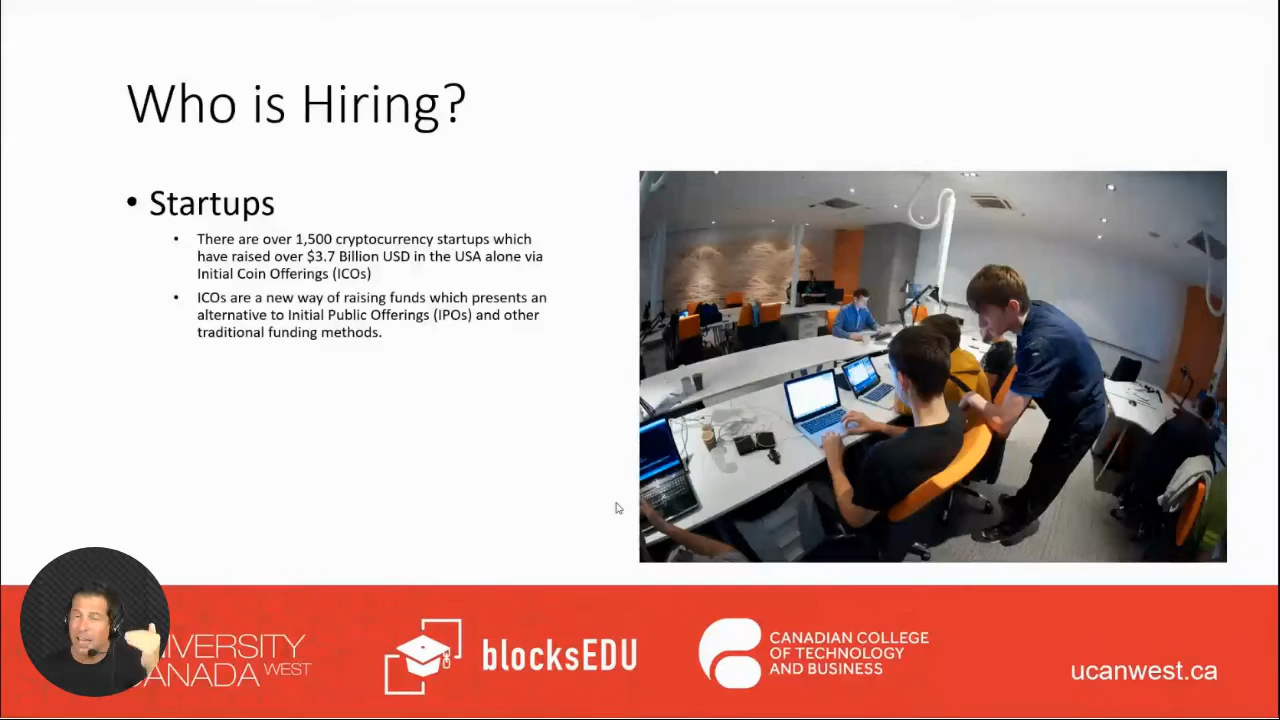 Who is Hiring?
• Startups
• There are over 1,500 cryptocurrency startups which
have raised over $3.7 Billion USD in the USA alone via
Initial Coin Offerings (ICOs)
• ICOs are a new way of raising funds which presents an
alternative to Initial Public Offerings (IPOs) and other
traditional funding methods.
WEST
blocksEDU
CANADIAN COLLEGE
OF TECHNOLOGY
AND BUSINESS
ucanwest.ca